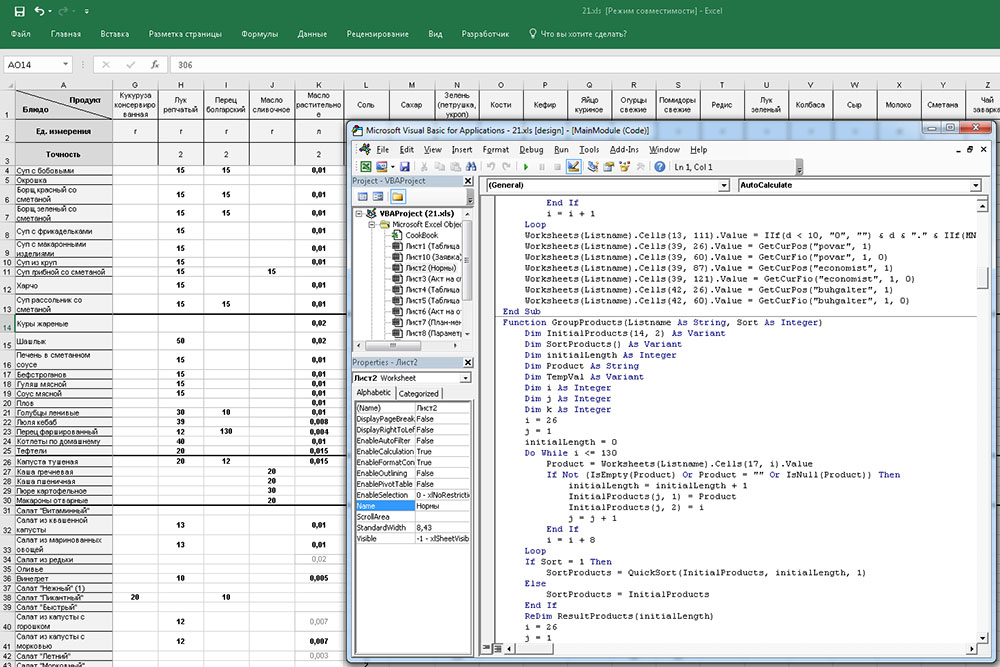 21.xls [Режим совместимости] - Excel
Файл Главная Вставка Разметка страницы Формулы Данные Рецензирование Вид Разработчик Что вы хотите сделать?
AO14 fx 306
A G H I J K L M N O P Q R S T U V W X Y Z
1 Продукт Блюдо Кукуруза консервиро ванная Лук репчатый Перец болгарский Масло сливочное Масло растительно е Соль Сахар Зелень (петрушка, укроп) Кости Кефир Яйцо куриное Огурцы свежие Помидоры свежие Редис Лук зеленый Колбаса Сыр Молоко Сметана Чай заварка
2 Ед. измерения г г г г л
3 Точность 2 2 2
4 Суп с бобовыми 15 15 0,01
5 Окрошка
6 Борщ красный со сметаной 15 15 0,01
7 Борщ зеленый со сметаной 15 15 0,01
8 Суп с фрикадельками 15 0,01
9 Суп с макаронными изделиями 15 0,01
10 Суп из круп 15 0,01
11 Суп грибной со сметаной 15 15
12 Харчо 15 0,01
13 Суп рассольник со сметаной 15 15 0,01
14 Куры жареные 0,02
15 Шашлык 50 0,02
16 Печень в сметанном соусе 15 0,01
17 Бефстроганов 15 0,01
18 Гуляш мясной 15 0,01
19 Соус мясной 15 0,01
20 Плов 0,01
21 Голубцы ленивые 30 10 0,01
22 Люля кебаб 39 0,008
23 Перец фаршированный 12 130 0,004
24 Котлеты по домашнему 40 0,01
25 Тефтели 20 0,015
26 Капуста тушеная 20 12 0,015
27 Каша гречневая 20
28 Каша пшеничная 20
29 Пюре картофельное 30
30 Макароны отварные 20
31 Салат "Витаминный"
32 Салат из квашенной капусты 13 0,01
33 Салат из маринованных овощей 13 0,01
34 Салат из редьки 0,02
35 Оливье
36 Винегрет 10 0,005
37 Салат "Нежный" (1)
38 Салат "Пикантный" 20 10
39 Салат "Быстрый"
40 Салат из капусты с горошком 12 0,007
41 Салат из капусты с морковью 12 0,007
42 Салат "Летний" 0,003
43 Салат "Морковный"
Microsoft Visual Basic for Applications - 21.xls [design] - [MainModule (Code)]
File Edit View Insert Format Debug Run Tools Add-Ins Window Help
Ln 1, Col 1
Project - VBAProject
VBAProject (21.xls)
Microsoft Excel Objec
CookBook
Лист1 (Таблица
Лист10 (Заявка)
Лист2 (Нормы)
Лист3 (Акт на с
Лист4 (Таблица
Лист5 (Таблица
Лист6 (Акт на о
Лист7 (План-мен
Лист8 (Параметр
Properties - Лист2
Лист2 Worksheet
Alphabetic Categorized
(Name) Лист2
DisplayPageBreak False
DisplayRightToLef False
EnableAutoFilter False
EnableCalculation True
EnableFormatCon True
EnableOutlining False
EnablePivotTable False
EnableSelection 0 - xlNoRestrictio
Name Нормы
ScrollArea
StandardWidth 8,43
Visible -1 - xlSheetVisib
(General) AutoCalculate
End If
i = i + 1
Loop
Worksheets(Listname).Cells(13, 111).Value = IIf(d < 10, "0", "") & d & "." & IIf(MN
Worksheets(Listname).Cells(39, 26).Value = GetCurPos("povar", 1)
Worksheets(Listname).Cells(39, 60).Value = GetCurFio("povar", 1, 0)
Worksheets(Listname).Cells(39, 87).Value = GetCurPos("economist", 1)
Worksheets(Listname).Cells(39, 121).Value = GetCurFio("economist", 1, 0)
Worksheets(Listname).Cells(42, 26).Value = GetCurPos("buhgalter", 1)
Worksheets(Listname).Cells(42, 60).Value = GetCurFio("buhgalter", 1, 0)
End Sub
Function GroupProducts(Listname As String, Sort As Integer)
Dim InitialProducts(14, 2) As Variant
Dim SortProducts() As Variant
Dim initialLength As Integer
Dim Product As String
Dim TempVal As Variant
Dim i As Integer
Dim j As Integer
Dim k As Integer
i = 26
j = 1
initialLength = 0
Do While i <= 130
Product = Worksheets(Listname).Cells(17, i).Value
If Not (IsEmpty(Product) Or Product = "" Or IsNull(Product)) Then
initialLength = initialLength + 1
InitialProducts(j, 1) = Product
InitialProducts(j, 2) = i
j = j + 1
End If
i = i + 8
Loop
If Sort = 1 Then
SortProducts = QuickSort(InitialProducts, initialLength, 1)
Else
SortProducts = InitialProducts
End If
ReDim ResultProducts(initialLength)
i = 26
j = 1